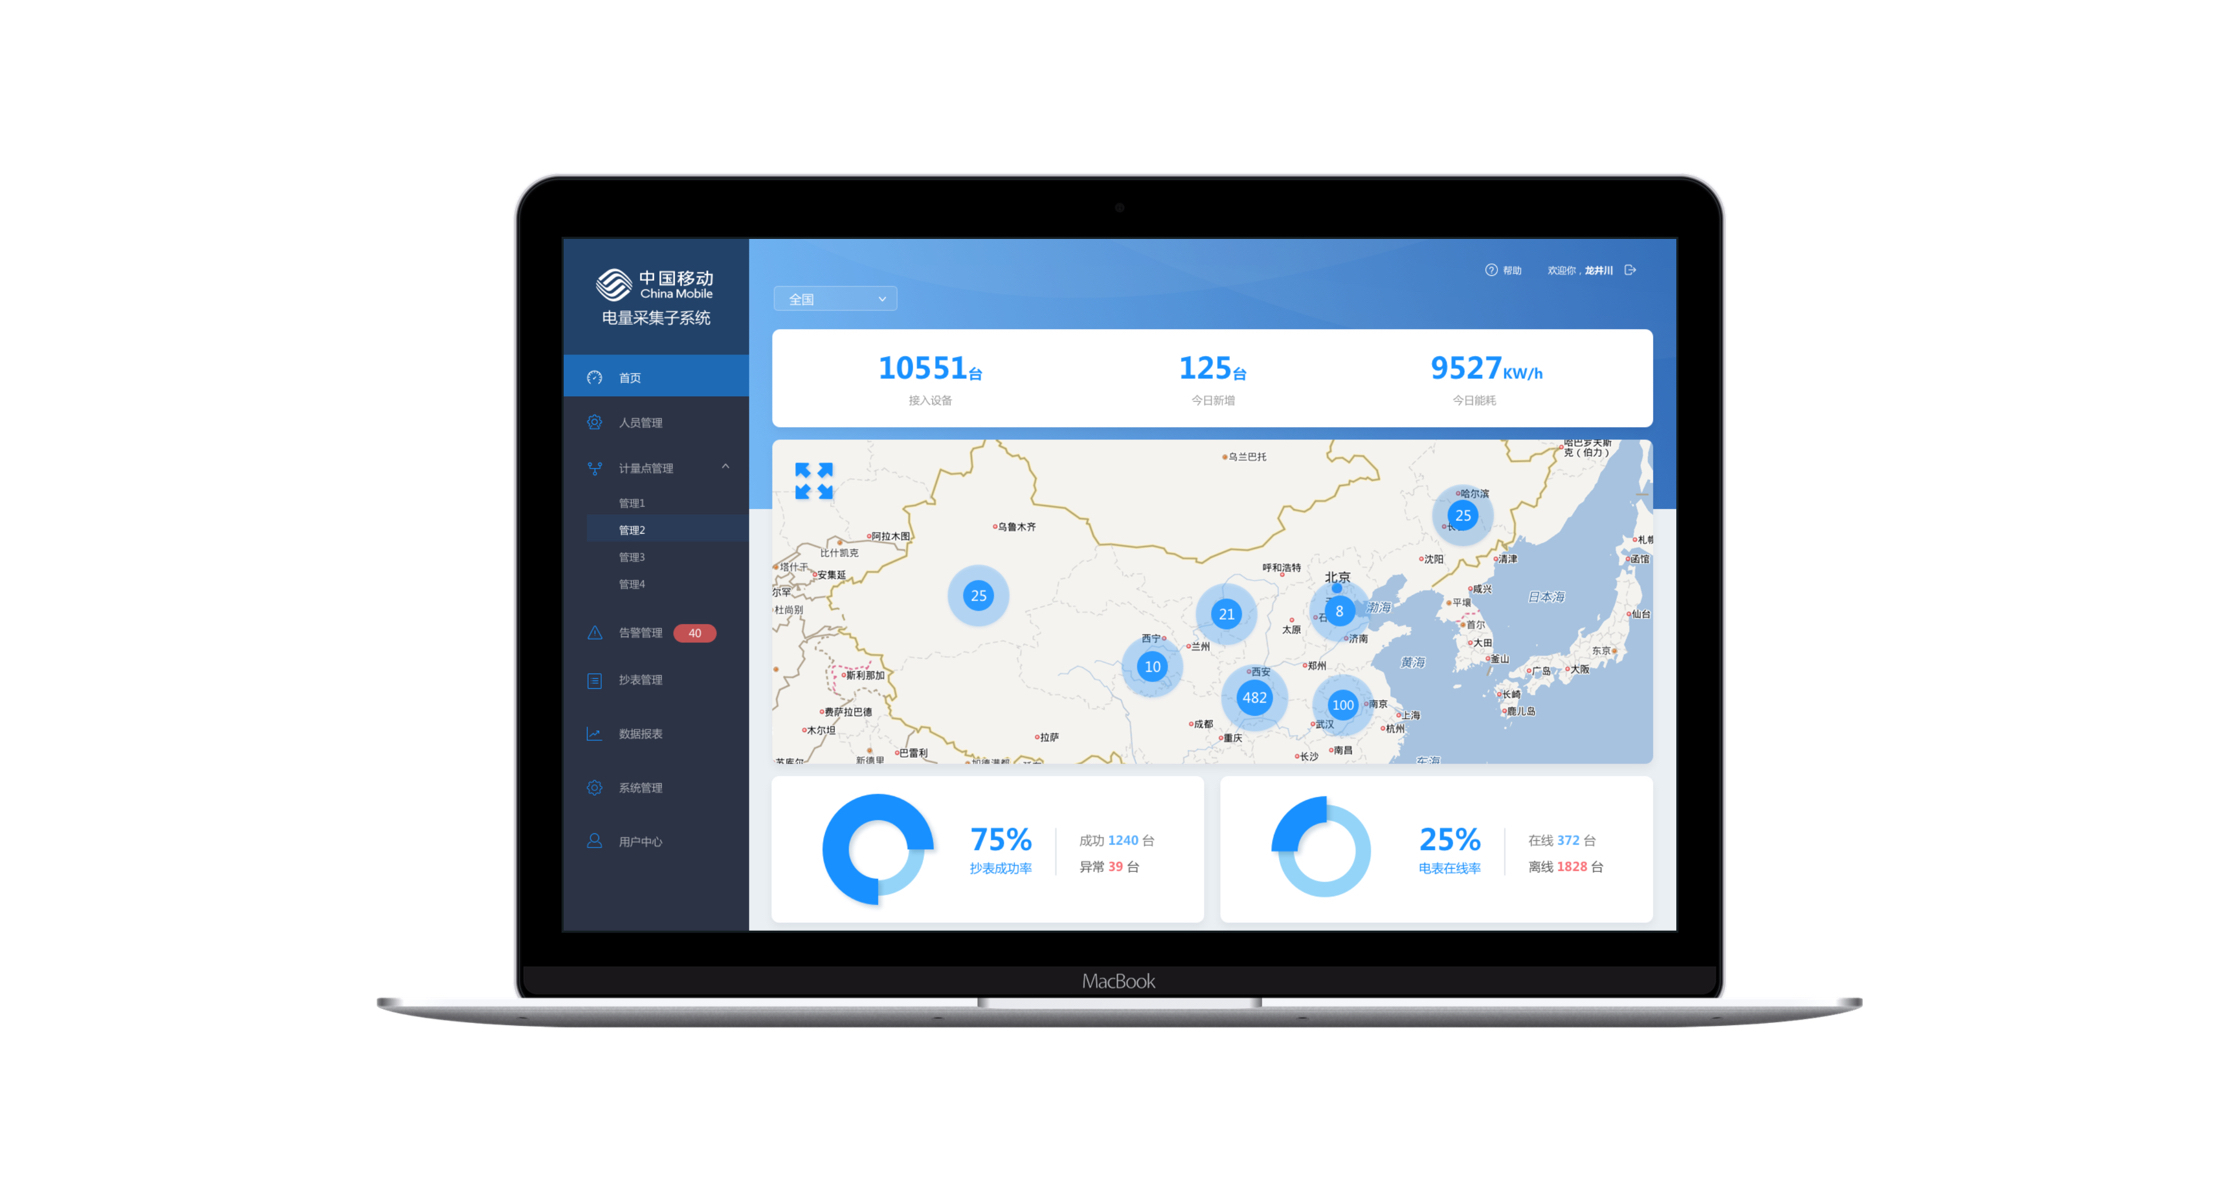 中国移动
China Mobile
电量采集子系统
首页
人员管理
计量点管理
管理1
管理2
管理3
管理4
告警管理 40
抄表管理
数据报表
系统管理
用户中心
帮助 欢迎你，龙井川
全国
10551台
接入设备
125台
今日新增
9527KW/h
今日能耗
哈巴罗夫斯
克（伯力）
乌兰巴托
哈尔滨
25
乌鲁木齐
阿拉木图
比什凯克
塔什干
安集延
杜尚别
沈阳
清津
函馆
呼和浩特
北京
咸兴
平壤
日本海
25
21
8
渤海
仙台
首尔
太原
济南
大田
西宁
兰州
东京
釜山
黄海
郑州
10
西安
广岛
大阪
斯利那加
长崎
482
100
南京
鹿儿岛
上海
费萨拉巴德
成都
武汉
杭州
木尔坦
重庆
拉萨
南昌
巴雷利
长沙
新德里
东海
75%
抄表成功率
成功 1240 台
异常 39 台
25%
电表在线率
在线 372 台
离线 1828 台
MacBook